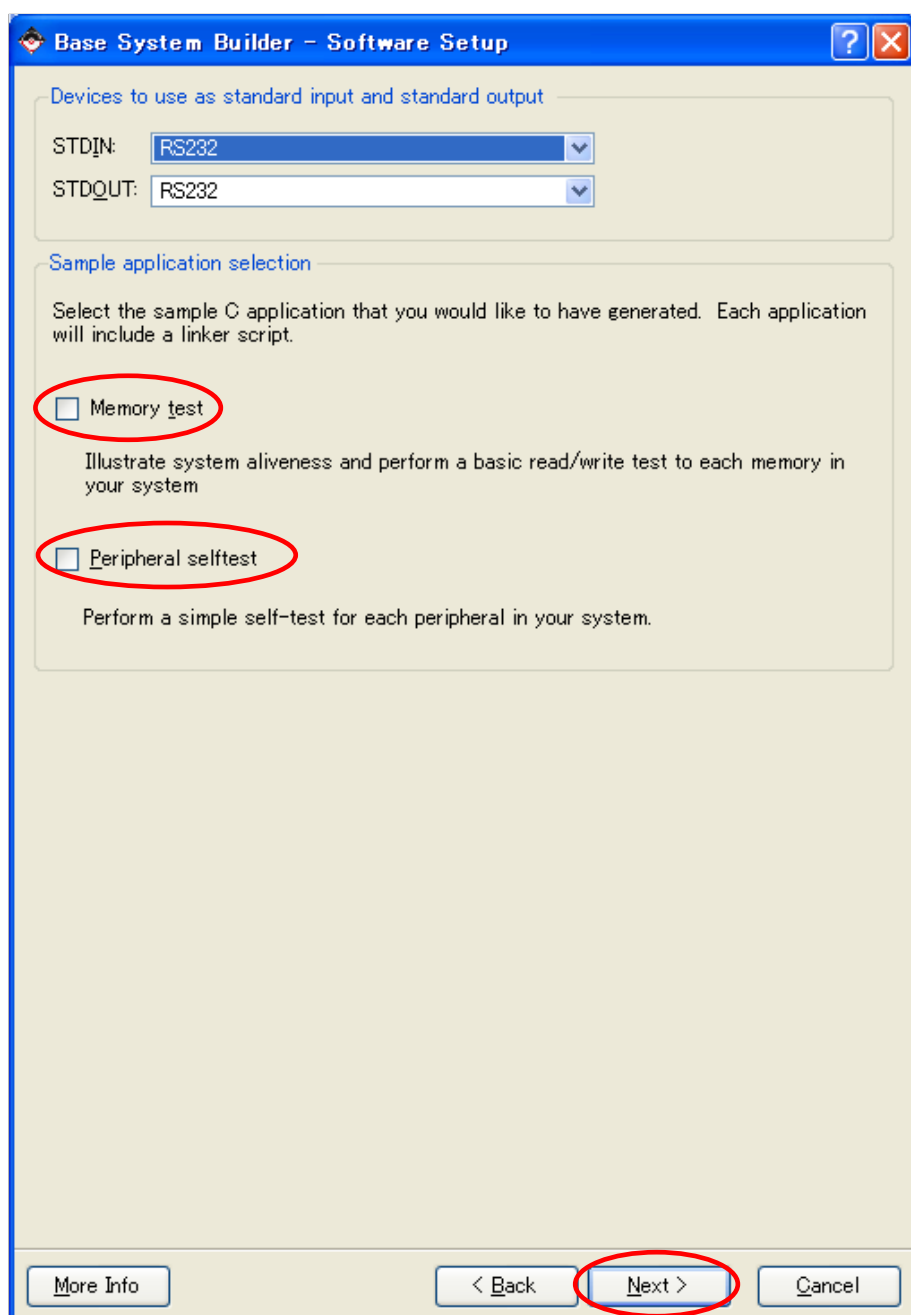 Base System Builder - Software Setup
Devices to use as standard input and standard output
STDIN: RS232
STDOUT: RS232
Sample application selection
Select the sample C application that you would like to have generated. Each application
will include a linker script.
Memory test
Illustrate system aliveness and perform a basic read/write test to each memory in
your system
Peripheral selftest
Perform a simple self-test for each peripheral in your system.
More Info < Back Next > Cancel